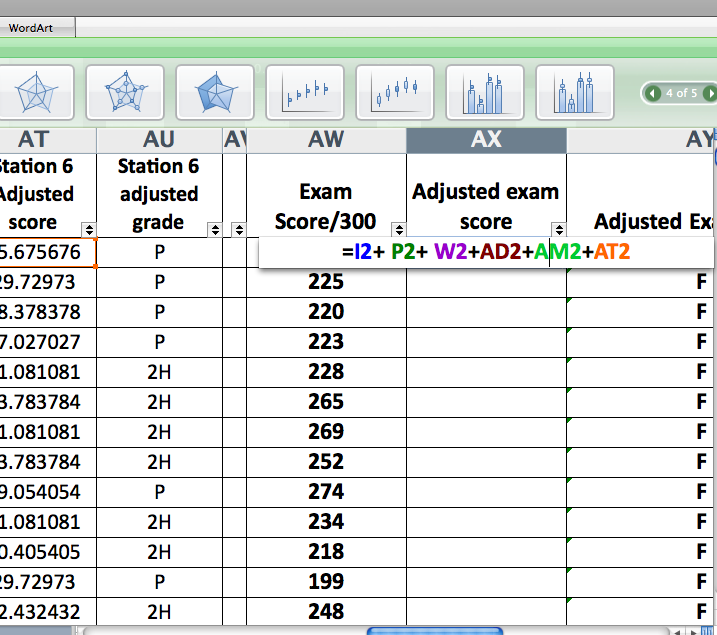 WordArt
4 of 5
AT AU AV AW AX AY
Station 6 Adjusted score
Station 6 adjusted grade
Exam Score/300
Adjusted exam score
Adjusted Exa
5.675676 P =I2+ P2+ W2+AD2+AM2+AT2
29.72973 P 225 F
8.378378 P 220 F
7.027027 P 223 F
1.081081 2H 228 F
3.783784 2H 265 F
1.081081 2H 269 F
3.783784 2H 252 F
9.054054 P 274 F
1.081081 2H 234 F
0.405405 2H 218 F
29.72973 P 199 F
2.432432 2H 248 F